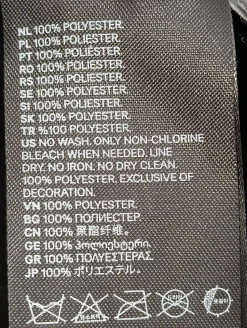 NL 100% POLYESTER.
PL 100% POLIESTER.
PT 100% POLIÉSTER.
RO 100% POLIESTER.
RS 100% POLIESTER.
SE 100% POLYESTER.
SI 100% POLIESTER.
SK 100% POLYESTER.
TR %100 POLYESTER.
US NO WASH. ONLY NON-CHLORINE
BLEACH WHEN NEEDED. LINE
DRY. NO IRON. NO DRY CLEAN.
100% POLYESTER. EXCLUSIVE OF
DECORATION.
VN 100% POLYESTER.
BG 100% ПОЛИЕСТЕР.
CN 100% 聚酯纤维。
GE 100% პოლიესტერი.
GR 100% ΠΟΛΥΕΣΤΕΡΑΣ.
JP 100% ポリエステル。